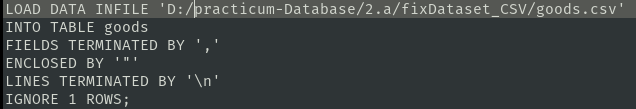 LOAD DATA INFILE 'D:/practicum-Database/2.a/fixDataset_CSV/goods.csv'
INTO TABLE goods
FIELDS TERMINATED BY ','
ENCLOSED BY '"'
LINES TERMINATED BY '\n'
IGNORE 1 ROWS;